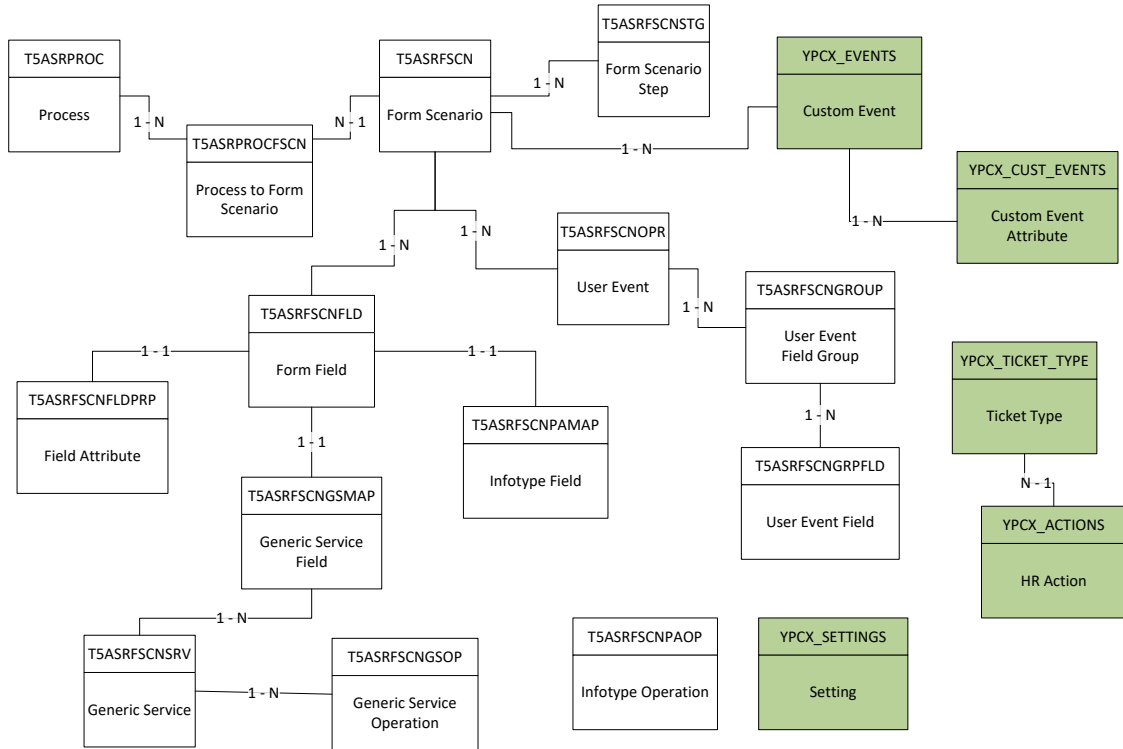 T5ASRFSCNSTG
Form Scenario
Step
T5ASRPROC
Process
T5ASRFSCN
Form Scenario
YPCX_EVENTS
Custom Event
1 - N
1 - N
N - 1
T5ASRPROCFSCN
Process to Form
Scenario
1 - N
YPCX_CUST_EVENTS
Custom Event
Attribute
1 - N
1 - N
1 - N
T5ASRFSCNOPR
User Event
T5ASRFSCNFLD
Form Field
1 - N
T5ASRFSCNGROUP
User Event
Field Group
1 - 1
1 - 1
YPCX_TICKET_TYPE
Ticket Type
T5ASRFSCNFLDPRP
Field Attribute
T5ASRFSCNPAMAP
Infotype Field
1 - 1
1 - N
T5ASRFSCNGSMAP
Generic Service
Field
T5ASRFSCNGRPFLD
User Event Field
N - 1
YPCX_ACTIONS
HR Action
1 - N
T5ASRFSCNSRV
Generic Service
1 - N
T5ASRFSCNGSOP
Generic Service
Operation
T5ASRFSCNPAOP
Infotype Operation
YPCX_SETTINGS
Setting